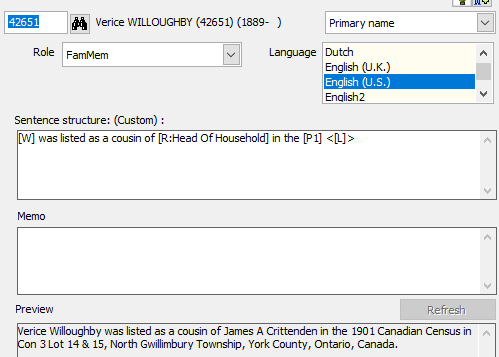 42651 Verice WILLOUGHBY (42651) (1889- ) Primary name
Role FamMem Language Dutch
English (U.K.)
English (U.S.)
English2
Sentence structure: (Custom) :
[W] was listed as a cousin of [R:Head Of Household] in the [P1] <[L]>
Memo
Preview Refresh
Verice Willoughby was listed as a cousin of James A Crittenden in the 1901 Canadian Census in
Con 3 Lot 14 & 15, North Gwillimbury Township, York County, Ontario, Canada.